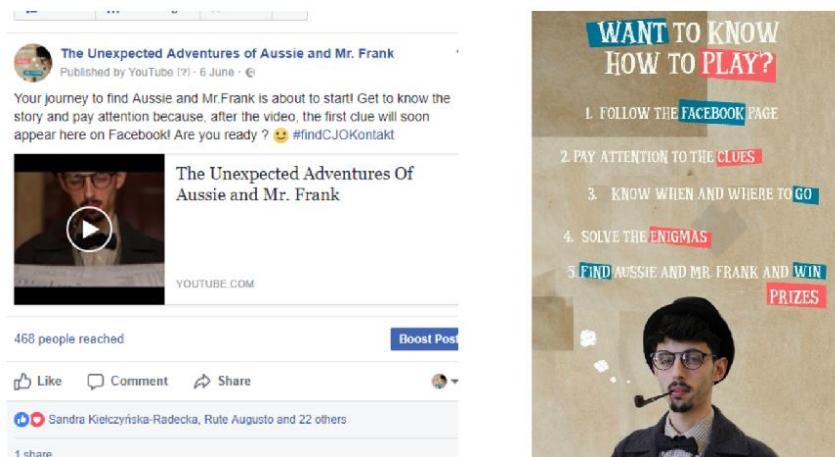 The Unexpected Adventures of Aussie and Mr. Frank
Published by YouTube [?] · 6 June ·
Your journey to find Aussie and Mr.Frank is about to start! Get to know the
story and pay attention because, after the video, the first clue will soon
appear here on Facebook! Are you ready ? 😉 #findCJOKontakt
The Unexpected Adventures Of
Aussie and Mr. Frank
YOUTUBE.COM
468 people reached
Boost Post
Like Comment Share
Sandra Kiełczyńska-Radecka, Rute Augusto and 22 others
1 share
WANT TO KNOW
HOW TO PLAY?
1. FOLLOW THE FACEBOOK PAGE
2. PAY ATTENTION TO THE CLUES
3. KNOW WHEN AND WHERE TO GO
4. SOLVE THE ENIGMAS
5. FIND AUSSIE AND MR. FRANK AND WIN
PRIZES